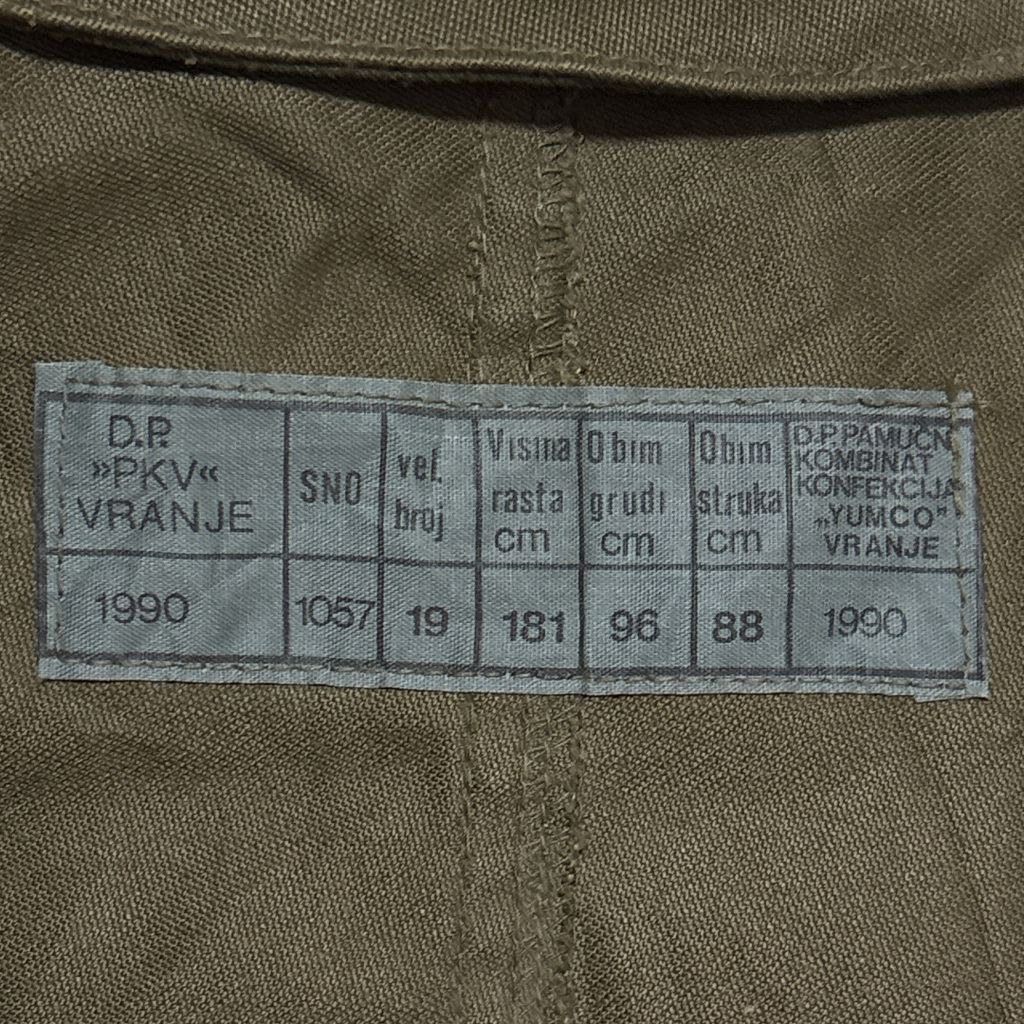 D.P.
»PKV«
VRANJE
SNO
vel.
broj
Visina
rasta
cm
Obim
grudi
cm
Obim
struka
cm
D.P. PAMUČN
KOMBINAT
KONFEKCIJA
„YUMCO”
VRANJE
1990
1057
19
181
96
88
1990